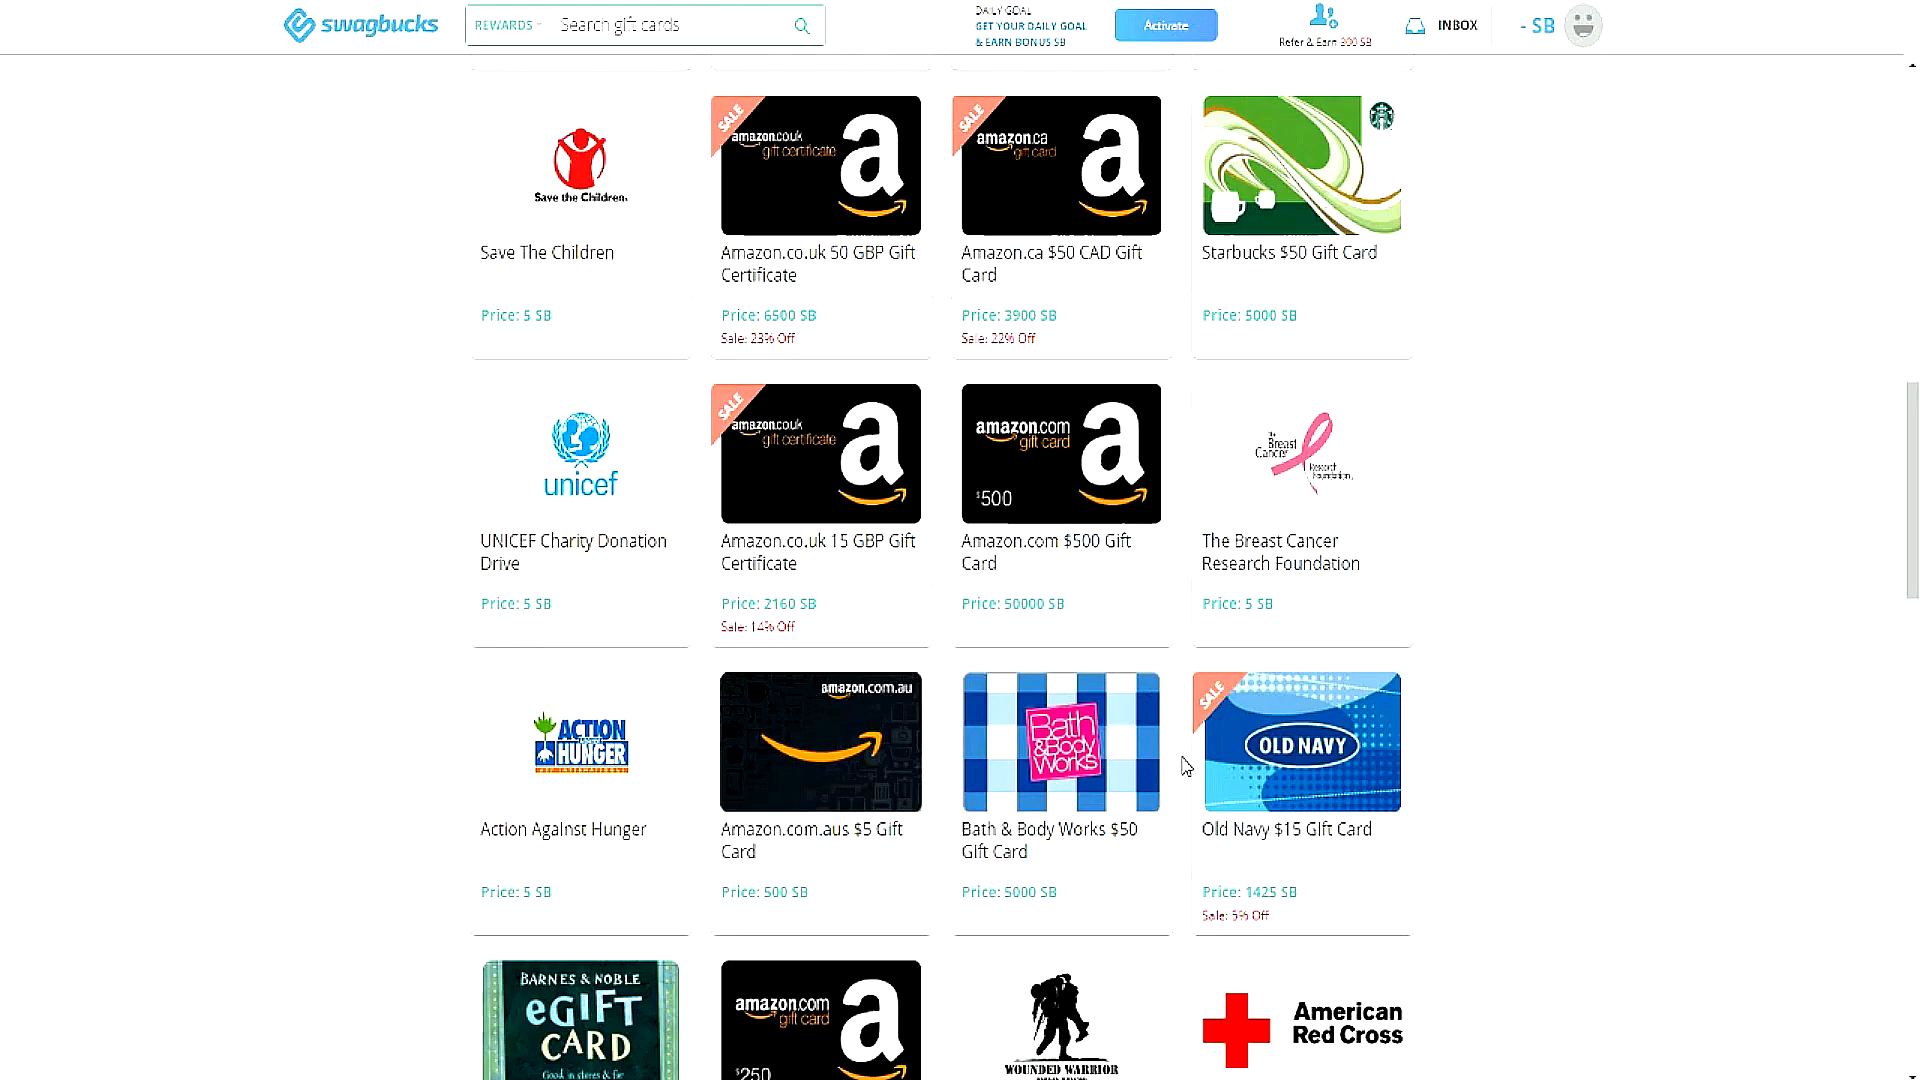 swagbucks
REWARDS
Search gift cards
DAILY GOAL
GET YOUR DAILY GOAL
& EARN BONUS SB
Activate
Refer & Earn 300 SB
INBOX
- SB
Save the Children
SALE
amazon.co.uk
gift certificate
SALE
amazon.ca
gift card
Save The Children
Amazon.co.uk 50 GBP Gift
Certificate
Amazon.ca $50 CAD Gift
Card
Starbucks $50 Gift Card
Price: 5 SB
Price: 6500 SB
Price: 3900 SB
Price: 5000 SB
Sale: 23% Off
Sale: 22% Off
unicef
SALE
amazon.co.uk
gift certificate
amazon.com
gift card
$500
The
Breast
Cancer
Research
Foundation
UNICEF Charity Donation
Drive
Amazon.co.uk 15 GBP Gift
Certificate
Amazon.com $500 Gift
Card
The Breast Cancer
Research Foundation
Price: 5 SB
Price: 2160 SB
Price: 50000 SB
Price: 5 SB
Sale: 14% Off
ACTION
HUNGER
amazon.com.au
Bath
& Body
Works
SALE
OLD NAVY
Action Against Hunger
Amazon.com.aus $5 Gift
Card
Bath & Body Works $50
Gift Card
Old Navy $15 Gift Card
Price: 5 SB
Price: 500 SB
Price: 5000 SB
Price: 1425 SB
Sale: 5% Off
BARNES & NOBLE
eGIFT
CARD
Good in stores &
amazon.com
gift card
$250
WOUNDED WARRIOR
American
Red Cross